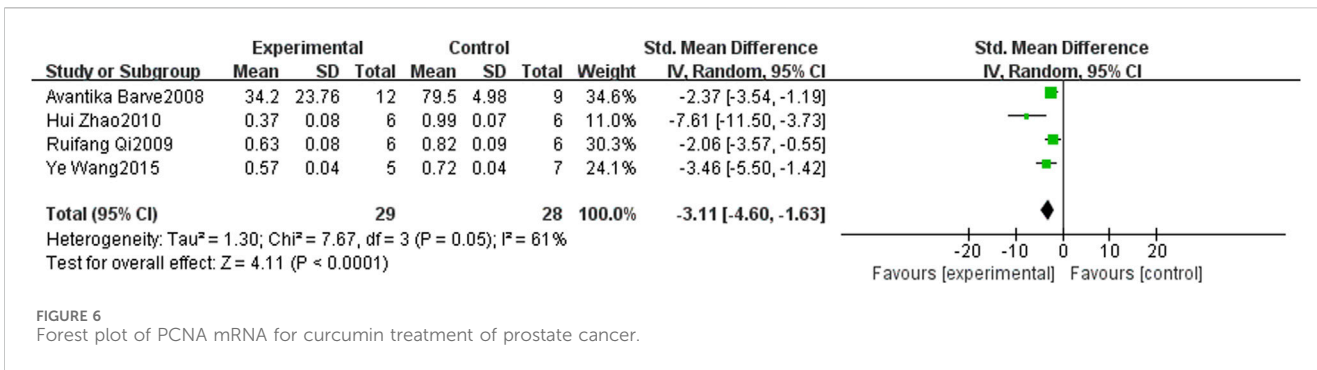 Experimental Control Std. Mean Difference Std. Mean Difference
Study or Subgroup Mean SD Total Mean SD Total Weight IV, Random, 95% CI IV, Random, 95% CI
Avantika Barve2008 34.2 23.76 12 79.5 4.98 9 34.6% -2.37 [-3.54, -1.19]
Hui Zhao2010 0.37 0.08 6 0.99 0.07 6 11.0% -7.61 [-11.50, -3.73]
Ruifang Qi2009 0.63 0.08 6 0.82 0.09 6 30.3% -2.06 [-3.57, -0.55]
Ye Wang2015 0.57 0.04 5 0.72 0.04 7 24.1% -3.46 [-5.50, -1.42]
Total (95% CI) 29 28 100.0% -3.11 [-4.60, -1.63]
Heterogeneity: Tau² = 1.30; Chi² = 7.67, df = 3 (P = 0.05); I² = 61%
Test for overall effect: Z = 4.11 (P < 0.0001)
-20 -10 0 10 20
Favours [experimental] Favours [control]
FIGURE 6
Forest plot of PCNA mRNA for curcumin treatment of prostate cancer.